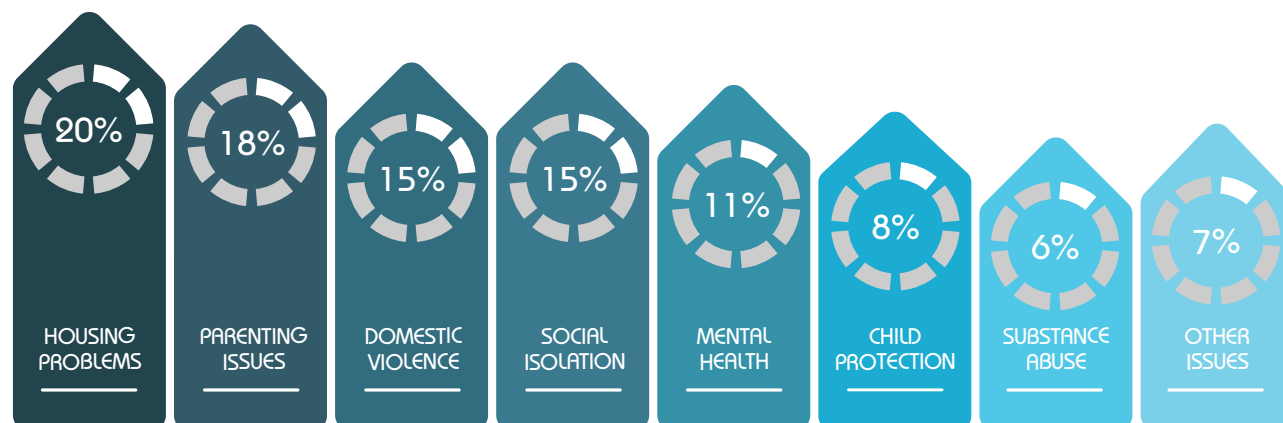 20%
HOUSING
PROBLEMS
18%
PARENTING
ISSUES
15%
DOMESTIC
VIOLENCE
15%
SOCIAL
ISOLATION
11%
MENTAL
HEALTH
8%
CHILD
PROTECTION
6%
SUBSTANCE
ABUSE
7%
OTHER
ISSUES